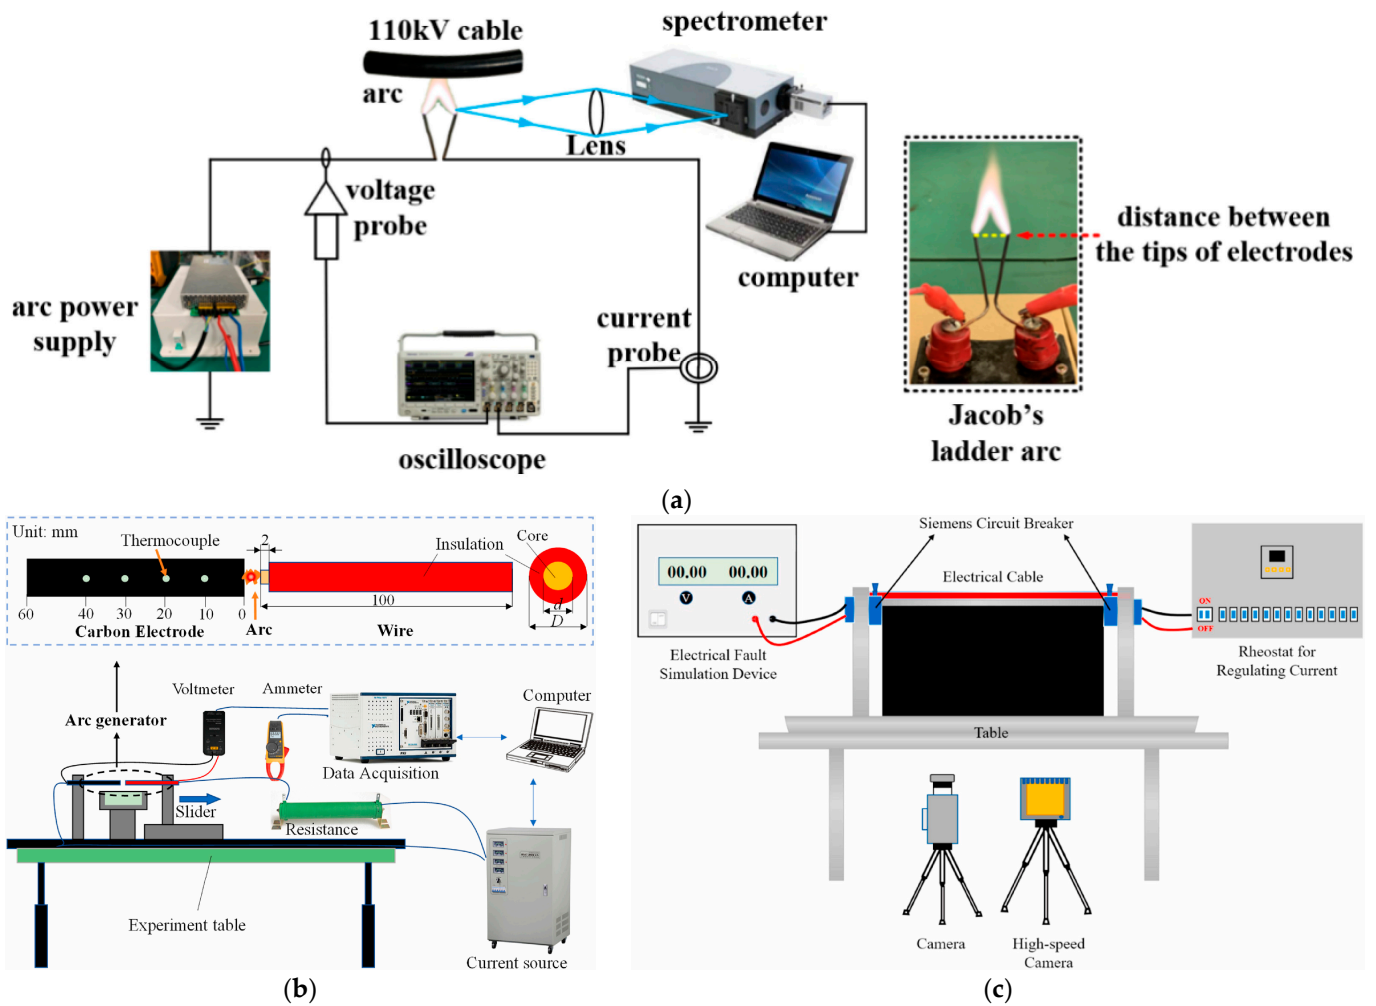 110kV cable
spectrometer
arc
Lens
voltage
probe
computer
arc power
supply
current
probe
oscilloscope
distance between
the tips of electrodes
Jacob's
ladder arc
(a)
Unit: mm
Thermocouple
2
Insulation
Core
60
40
30
20
10
0
100
d
D
Carbon Electrode
Arc
Wire
Arc generator
Voltmeter
Ammeter
Computer
Data Acquisition
Slider
Resistance
Experiment table
Current source
(b)
Siemens Circuit Breaker
00.00
00.00
V
A
Electrical Cable
ON
OFF
Electrical Fault
Simulation Device
Rheostat for
Regulating Current
Table
Camera
High-speed
Camera
(c)